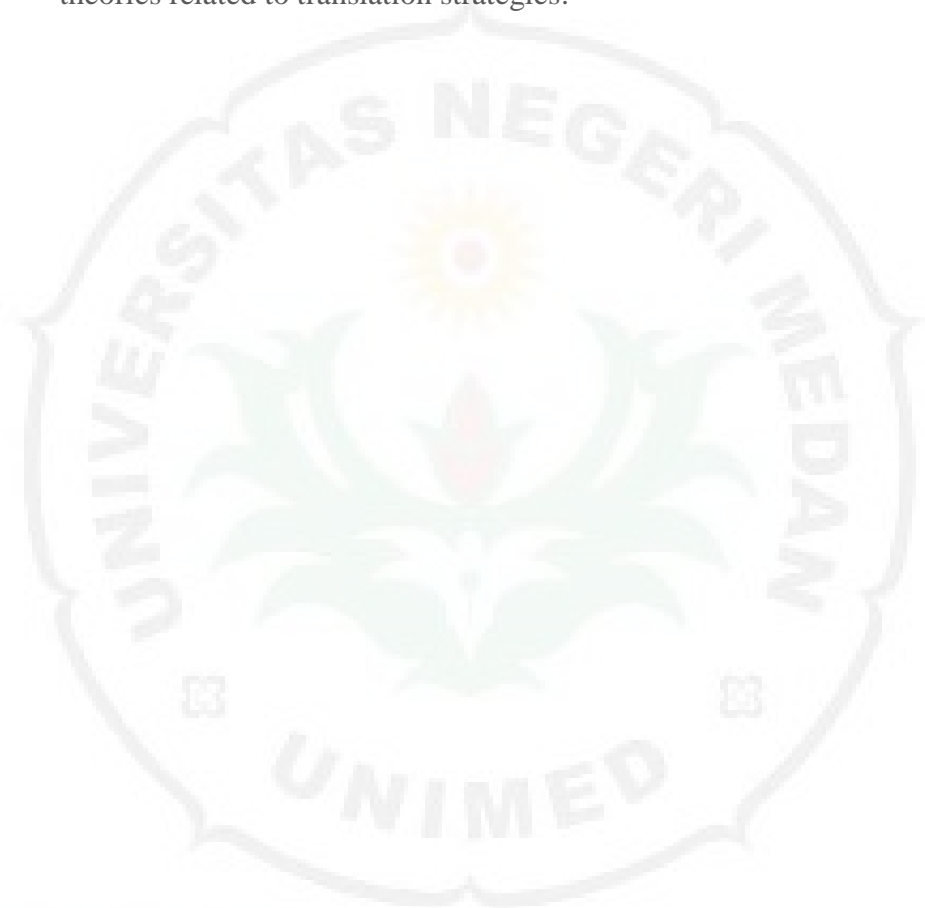 theories related to translation strategies.
UNIVERSITAS NEGERI MEDAN
UNIMED